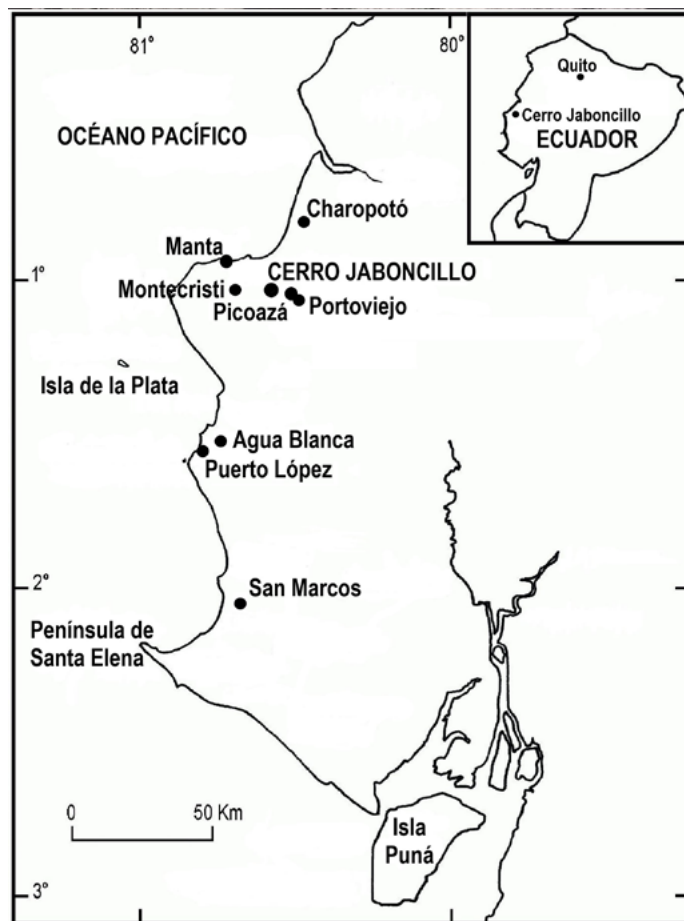 81°
80°
Quito
Cerro Jaboncillo
ECUADOR
OCÉANO PACÍFICO
Charopotó
Manta
CERRO JABONCILLO
1°
Montecristi
Picoazá
Portoviejo
Isla de la Plata
Agua Blanca
Puerto López
2°
San Marcos
Península de
Santa Elena
0
50 Km
Isla
Puná
3°